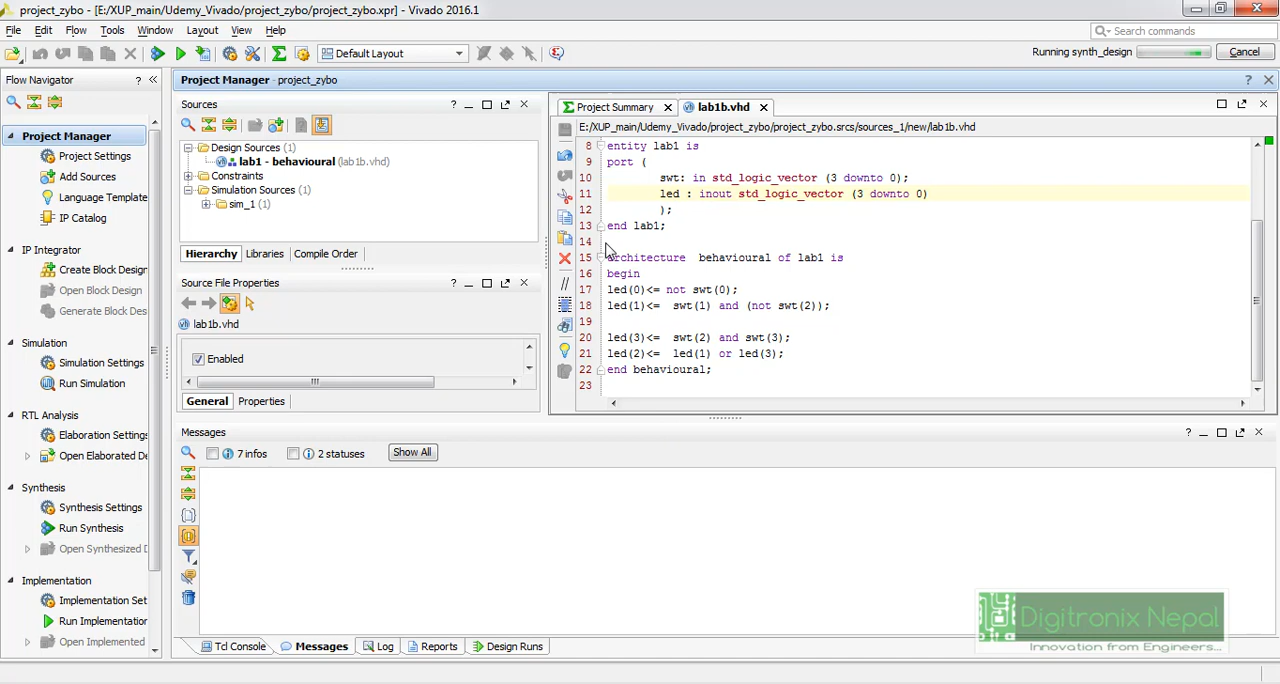 project_zybo - [E:/XUP_main/Udemy_Vivado/project_zybo/project_zybo.xpr] - Vivado 2016.1
File Edit Flow Tools Window Layout View Help
Search commands
Default Layout
Running synth_design Cancel
Flow Navigator ? «
Project Manager - project_zybo
Project Manager
Project Settings
Add Sources
Language Template
IP Catalog
IP Integrator
Create Block Design
Open Block Design
Generate Block Des
Simulation
Simulation Settings
Run Simulation
RTL Analysis
Elaboration Settings
Open Elaborated De
Synthesis
Synthesis Settings
Run Synthesis
Open Synthesized D
Implementation
Implementation Set
Run Implementation
Open Implemented
Sources
Design Sources (1)
lab1 - behavioural (lab1b.vhd)
Constraints
Simulation Sources (1)
sim_1 (1)
Hierarchy Libraries Compile Order
Source File Properties
lab1b.vhd
Enabled
General Properties
Project Summary lab1b.vhd
E:/XUP_main/Udemy_Vivado/project_zybo/project_zybo.srcs/sources_1/new/lab1b.vhd
8 entity lab1 is
9 port (
10 swt: in std_logic_vector (3 downto 0);
11 led : inout std_logic_vector (3 downto 0)
12 );
13 end lab1;
14
15 architecture behavioural of lab1 is
16 begin
17 led(0)<= not swt(0);
18 led(1)<= swt(1) and (not swt(2));
19
20 led(3)<= swt(2) and swt(3);
21 led(2)<= led(1) or led(3);
22 end behavioural;
23
Messages
7 infos 2 statuses Show All
Digitronix Nepal
Innovation from Engineers...
Tcl Console Messages Log Reports Design Runs